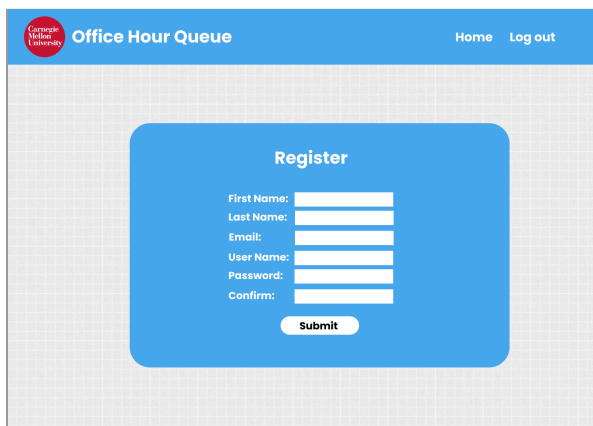 Carnegie
Mellon
University
Office Hour Queue
Home Log out
Register
First Name:
Last Name:
Email:
User Name:
Password:
Confirm:
Submit